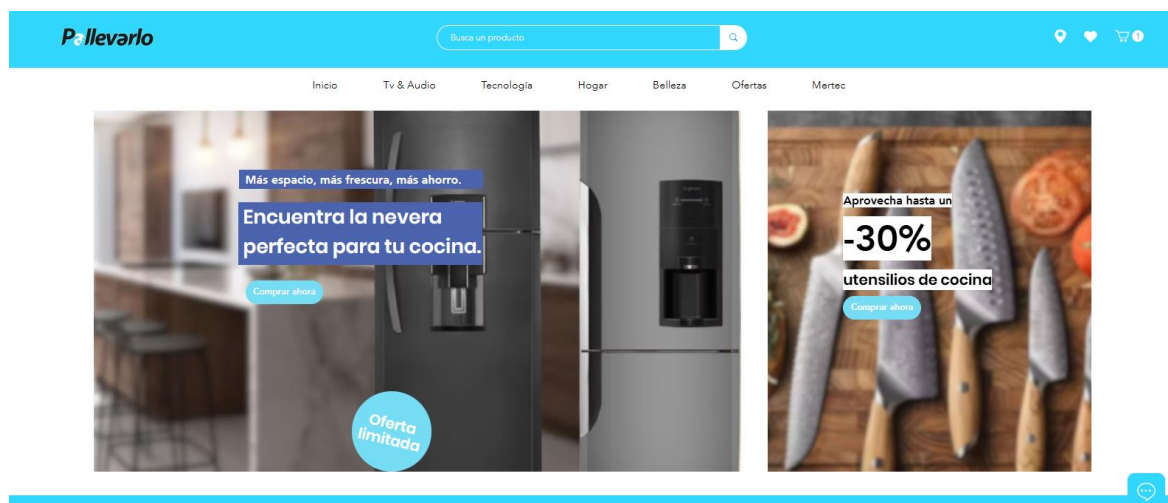 Pallevarlo
Busca un producto
1
Inicio Tv & Audio Tecnología Hogar Belleza Ofertas Mertec
Más espacio, más frescura, más ahorro.
Encuentra la nevera
perfecta para tu cocina.
Comprar ahora
Oferta
limitada
Aprovecha hasta un
-30%
utensilios de cocina
Comprar ahora